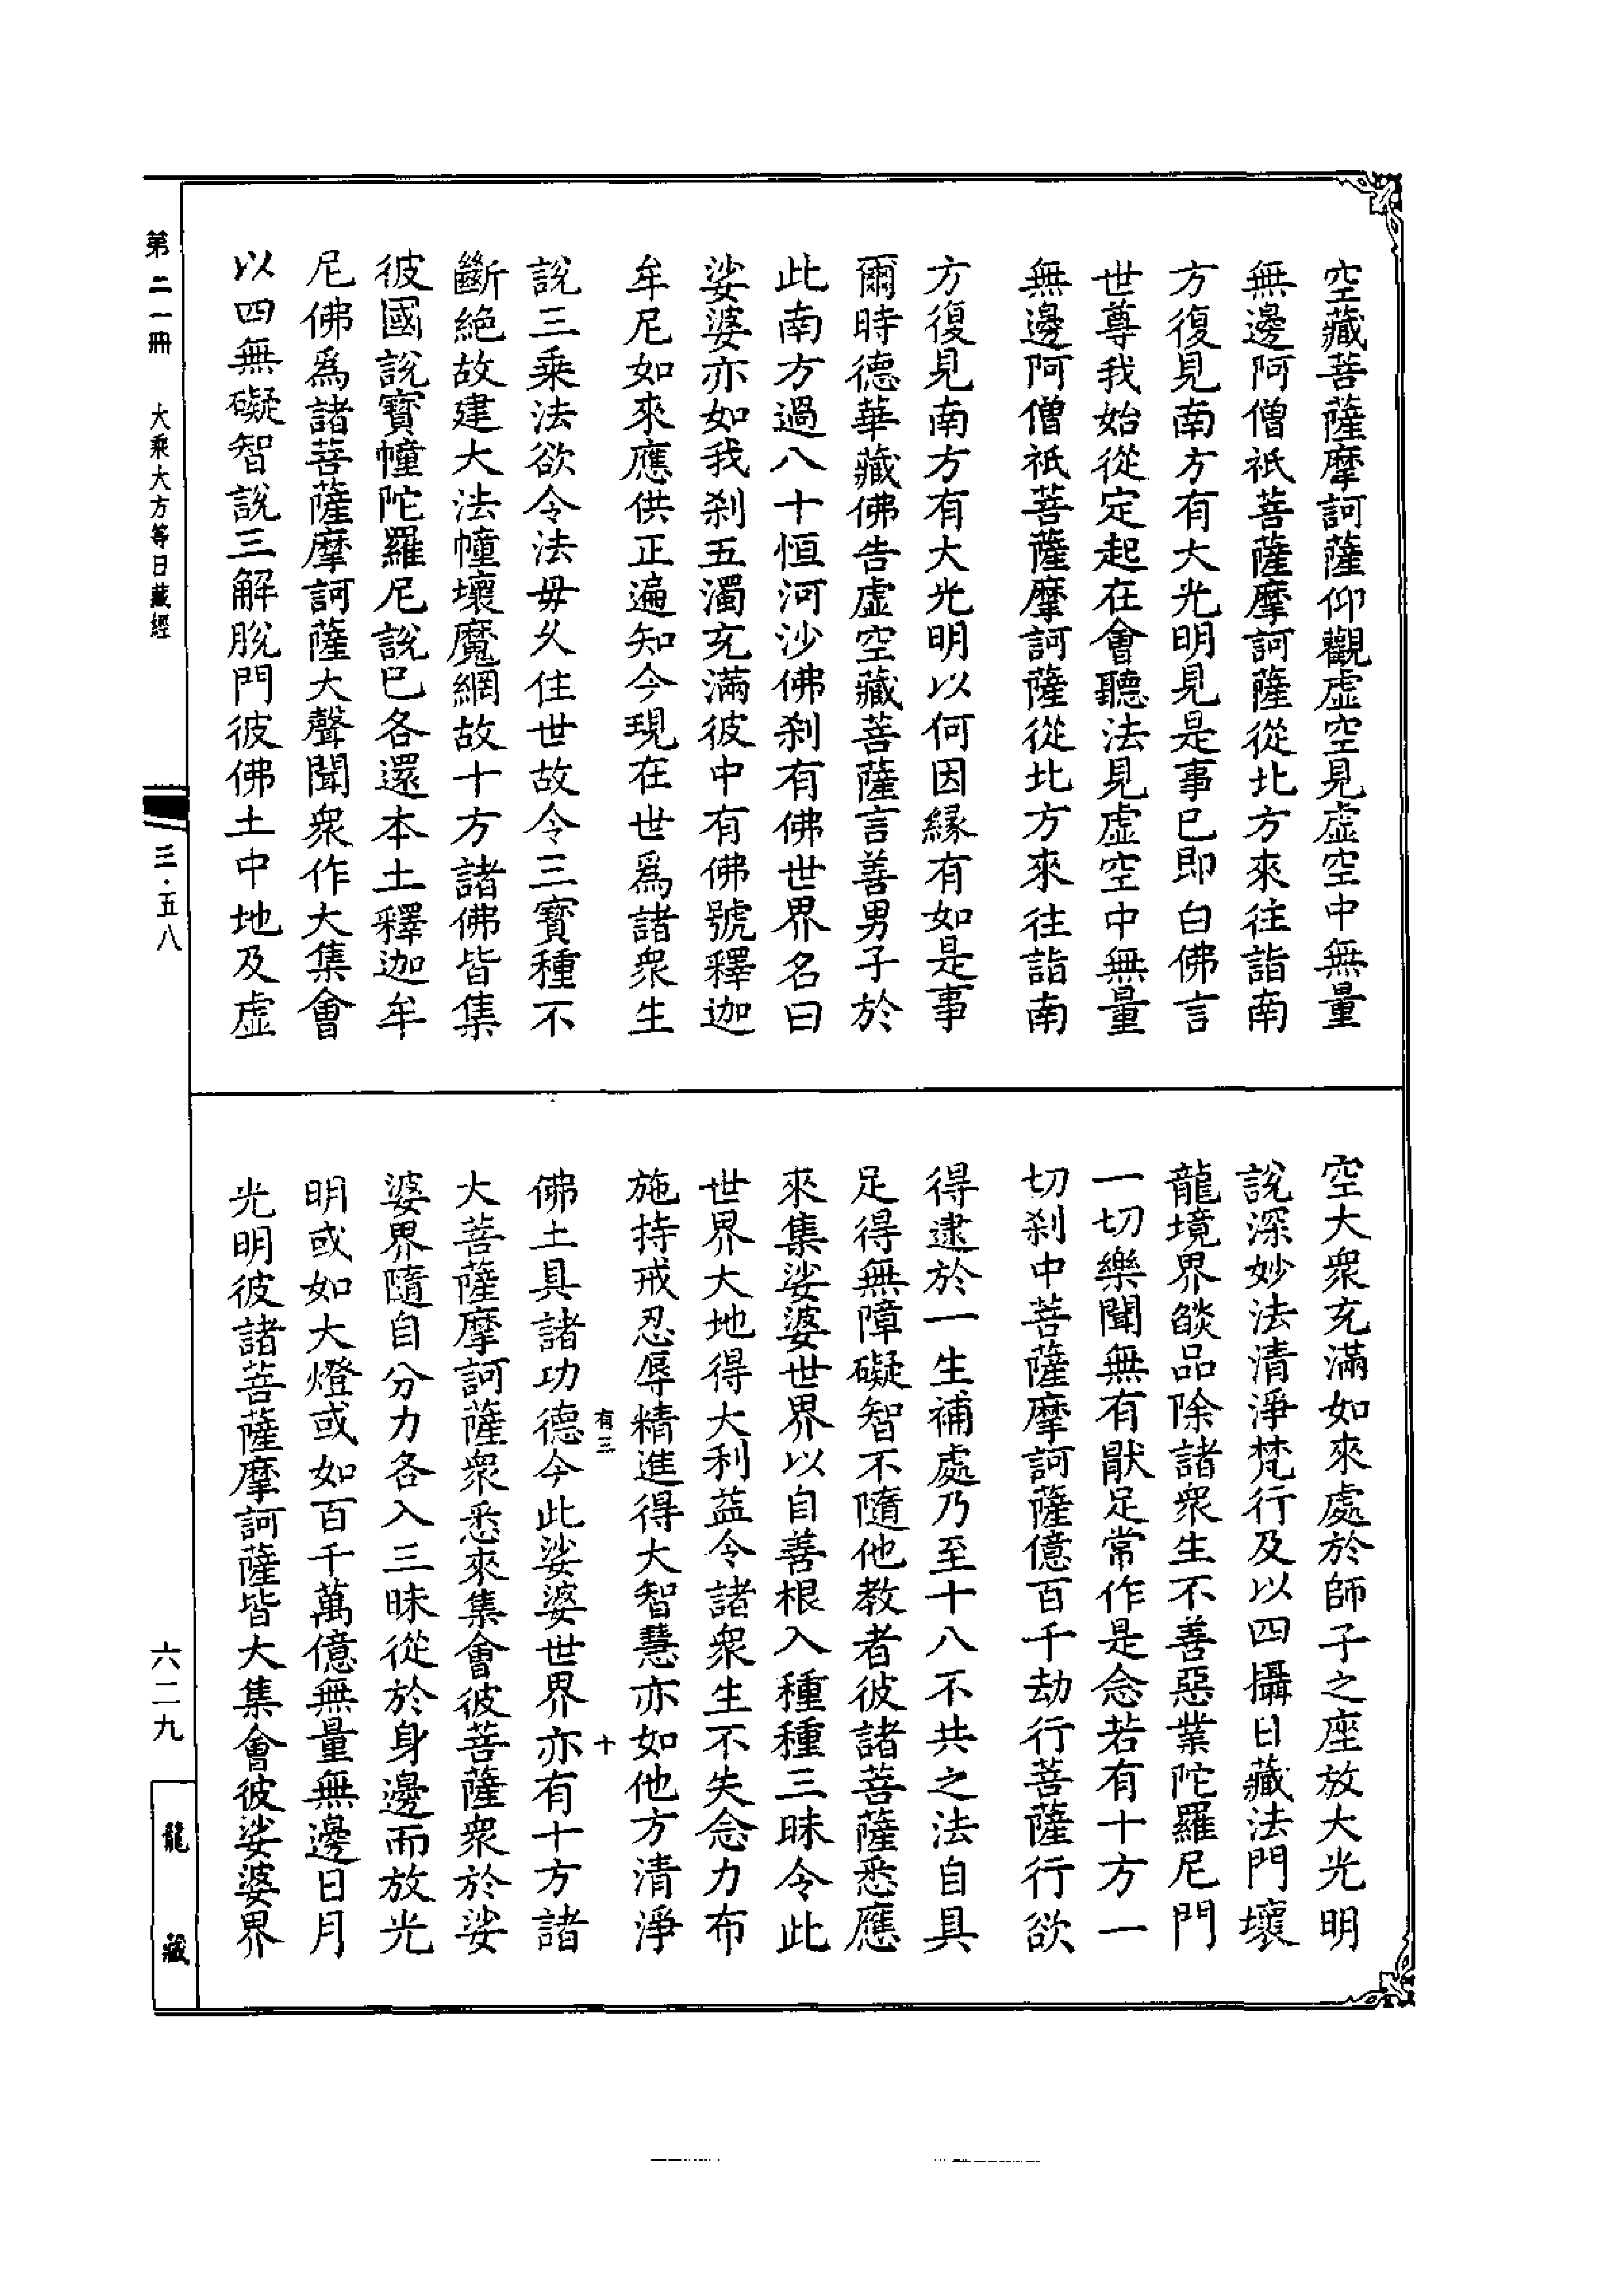 空藏菩薩摩訶薩仰觀虛空見虛空中無量
無邊阿僧祇菩薩摩訶薩從北方來往詣南
方復見南方有大光明見是事已即白佛言
世尊我始從定起在會聽法見虛空中無量
無邊阿僧祇菩薩摩訶薩從北方來往詣南
方復見南方有大光明以何因緣有如是事
爾時德華藏佛告虛空藏菩薩言善男子於
此南方過八十恒河沙佛剎有佛世界名曰
娑婆亦如我剎五濁充滿彼中有佛號釋迦
牟尼如來應供正遍知今現在世爲諸衆生
說三乘法欲令法毋乆住世故令三寶種不
斷絶故建大法幢壞魔網故十方諸佛皆集
彼國說寶幢陀羅尼說已各還本土釋迦牟
尼佛爲諸菩薩摩訶薩大聲聞衆作大集會
以四無礙智說三解脫門彼佛土中地及虛
空大衆充滿如來處於師子之座放大光明
說深妙法清淨梵行及以四攝日藏法門壞
龍境界燄品除諸衆生不善惡業陀羅尼門
一切樂聞無有猒足常作是念若有十方一
切剎中菩薩摩訶薩億百千劫行菩薩行欲
得逮於一生補處乃至十八不共之法自具
足得無障礙智不隨他教者彼諸菩薩悉應
來集娑婆世界以自善根入種種三昧令此
世界大地得大利益令諸衆生不失念力布
施持戒忍辱精進得大智慧亦如他方清淨
有三 十
佛土具諸功德今此娑婆世界亦有十方諸
大菩薩摩訶薩衆悉來集會彼菩薩衆於娑
婆界隨自分力各入三昧從於身邊而放光
明或如大燈或如百千萬億無量無邊日月
光明彼諸菩薩摩訶薩皆大集會彼娑婆界
第二一冊 大乘大方等日藏經 三·五八 六二九 龍藏